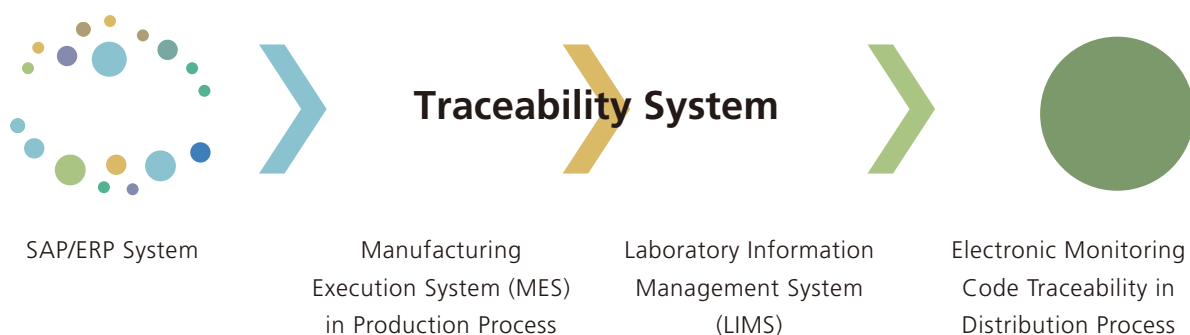 Traceability System
SAP/ERP System
Manufacturing
Execution System (MES)
in Production Process
Laboratory Information
Management System
(LIMS)
Electronic Monitoring
Code Traceability in
Distribution Process